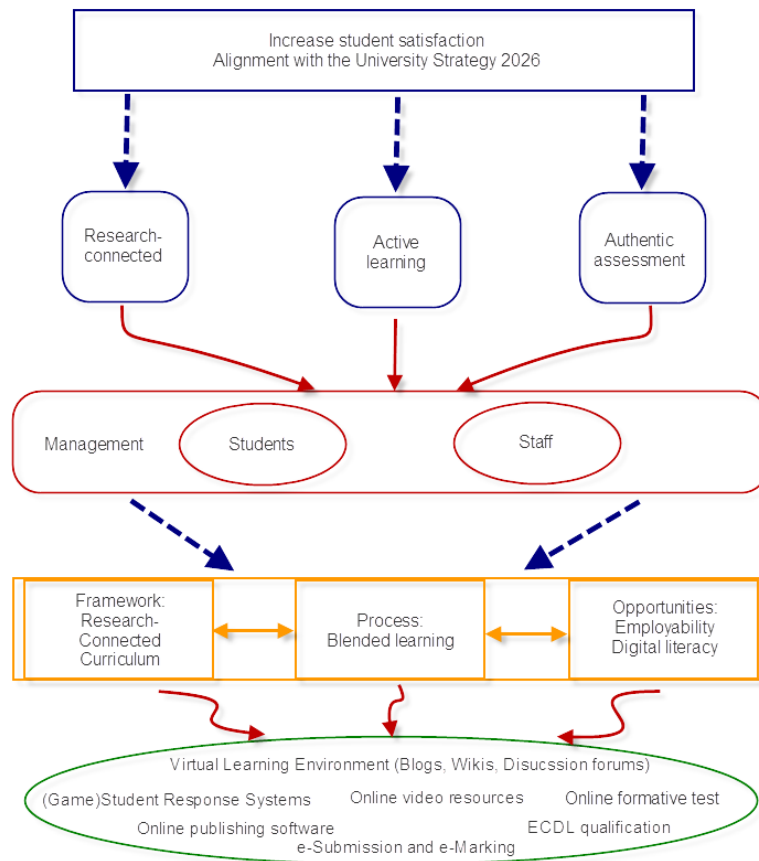 Increase student satisfaction
Alignment with the University Strategy 2026
Research-
connected
Active
learning
Authentic
assessment
Management
Students
Staff
Framework:
Research-
Connected
Curriculum
Process:
Blended learning
Opportunities:
Employability
Digital literacy
Virtual Learning Environment (Blogs, Wikis, Disucssion forums)
(Game)Student Response Systems
Online video resources
Online formative test
Online publishing software
ECDL qualification
e-Submission and e-Marking